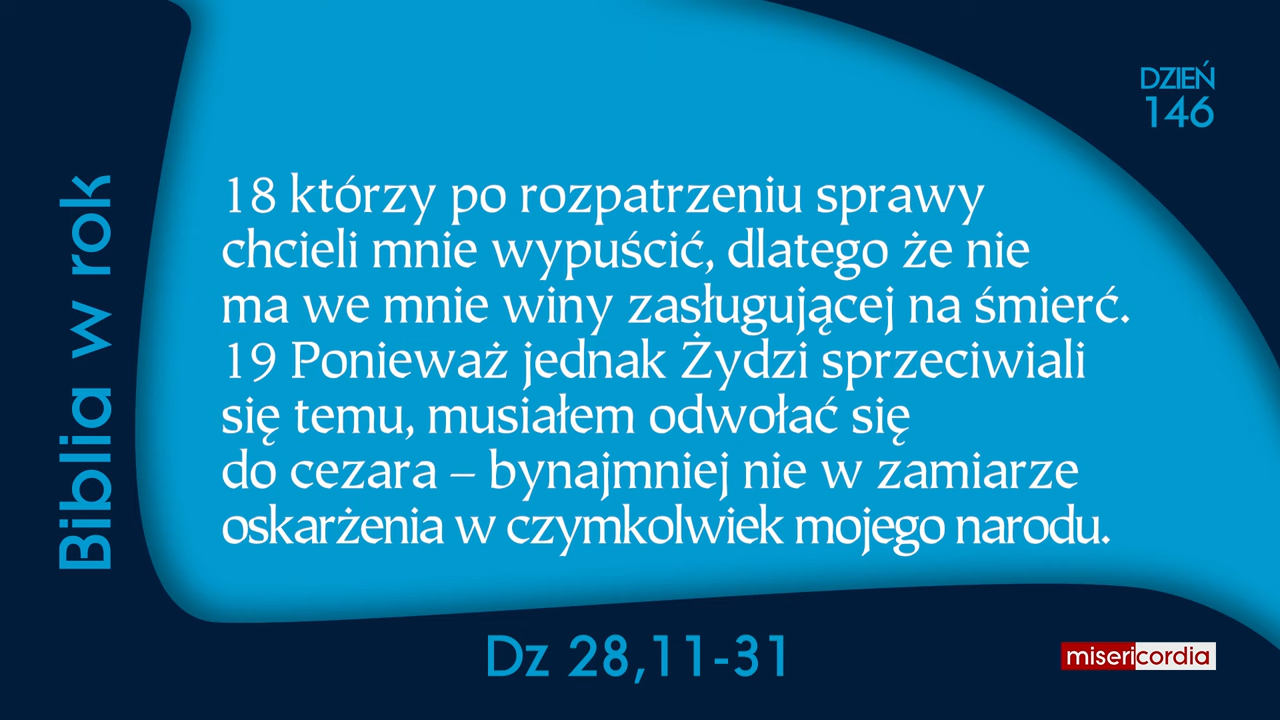 DZIEŃ
146
Biblia w rok
18 którzy po rozpatrzeniu sprawy
chcieli mnie wypuścić, dlatego że nie
ma we mnie winy zasługującej na śmierć.
19 Ponieważ jednak Żydzi sprzeciwiali
się temu, musiałem odwołać się
do cezara – bynajmniej nie w zamiarze
oskarżenia w czymkolwiek mojego narodu.
Dz 28,11-31
misericordia